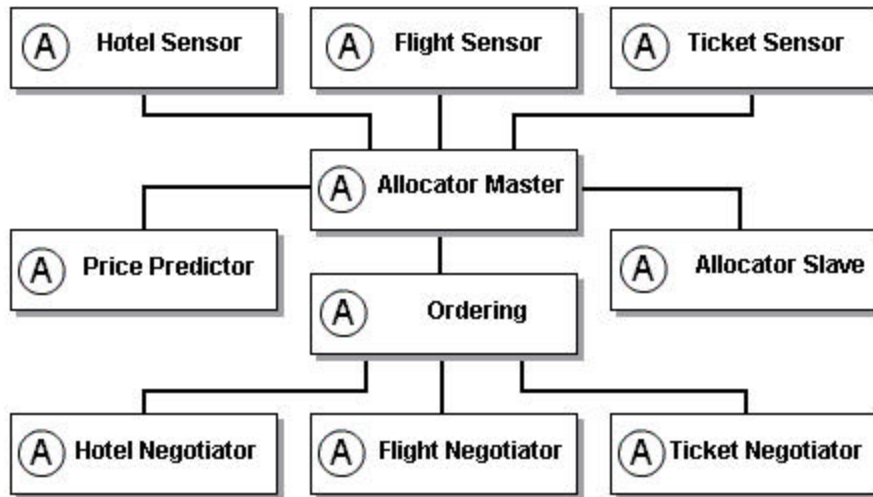 A Hotel Sensor
A Flight Sensor
A Ticket Sensor
A Allocator Master
A Price Predictor
A Allocator Slave
A Ordering
A Hotel Negotiator
A Flight Negotiator
A Ticket Negotiator